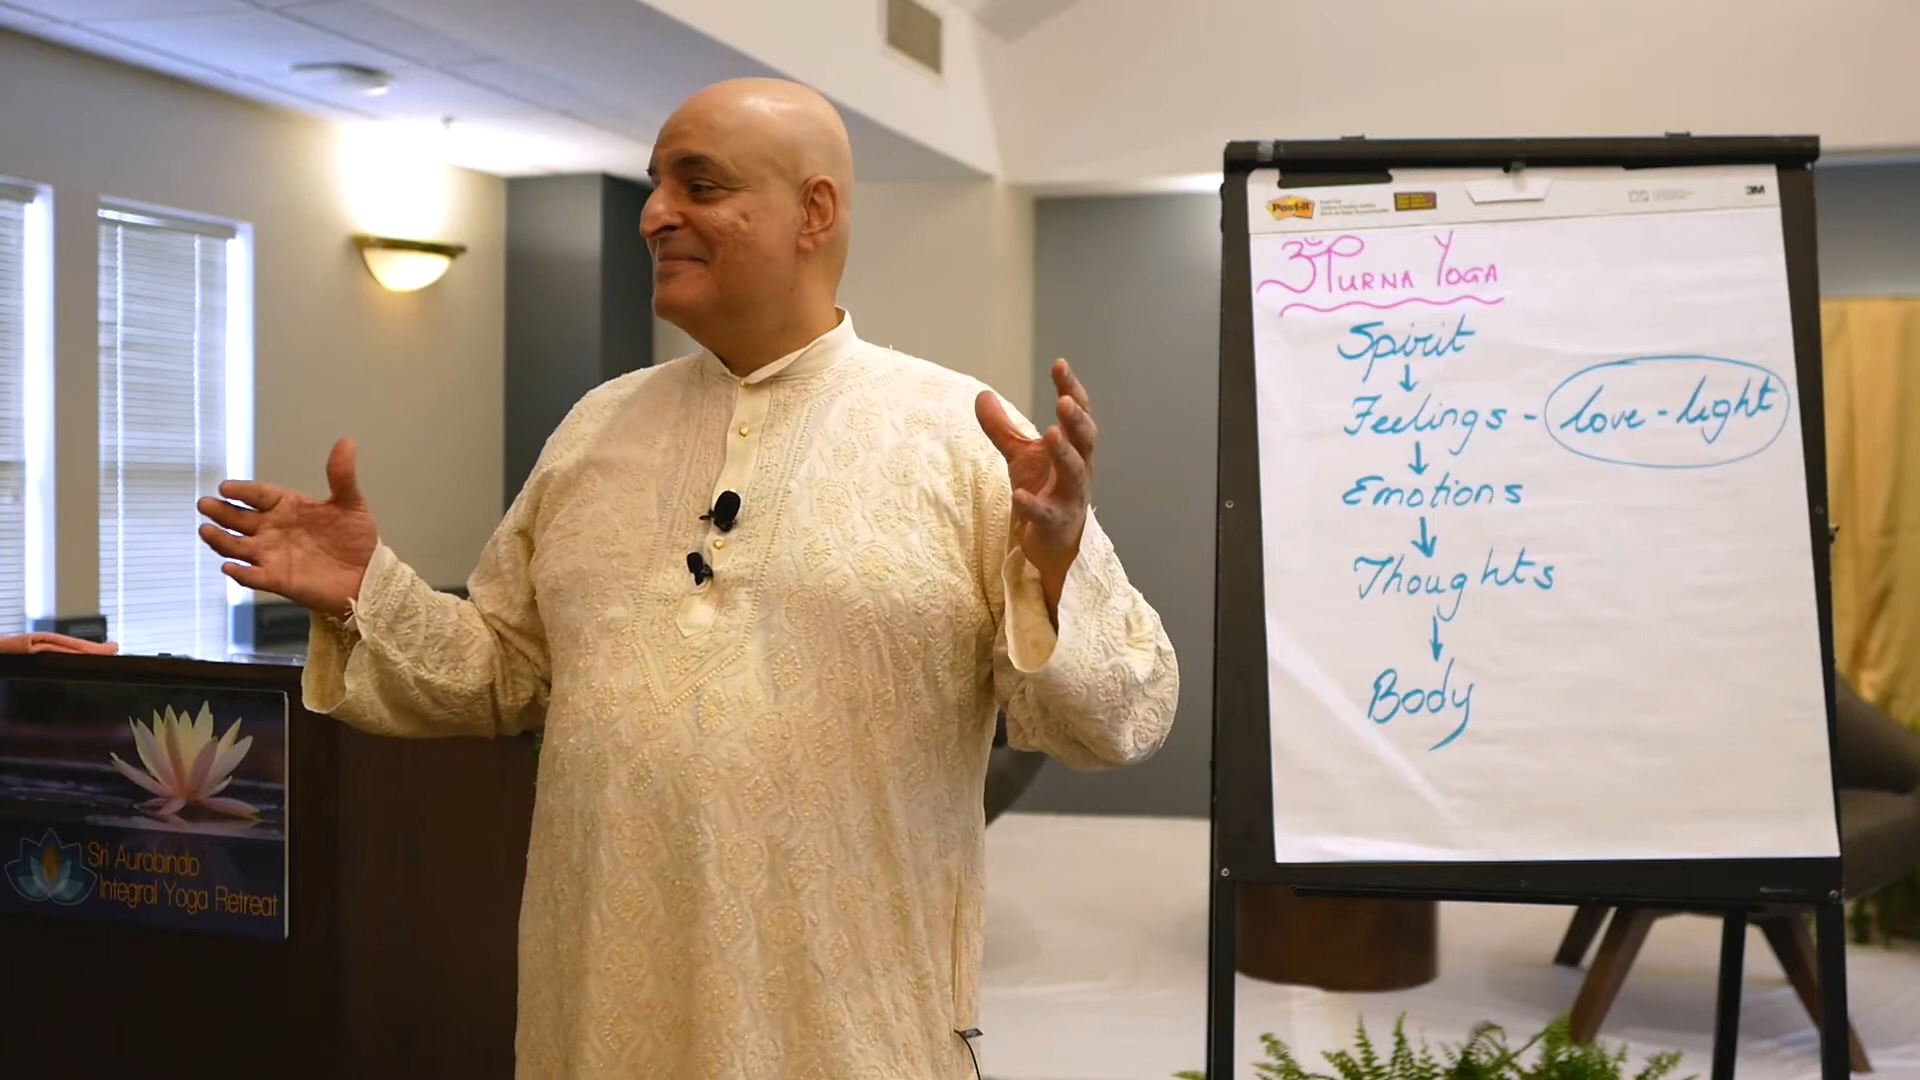 Post-it
3M
ॐ PURNA YOGA
Spirit
↓
Feelings - love - light
↓
Emotions
↓
Thoughts
↓
Body
Sri Aurobindo
Integral Yoga Retreat